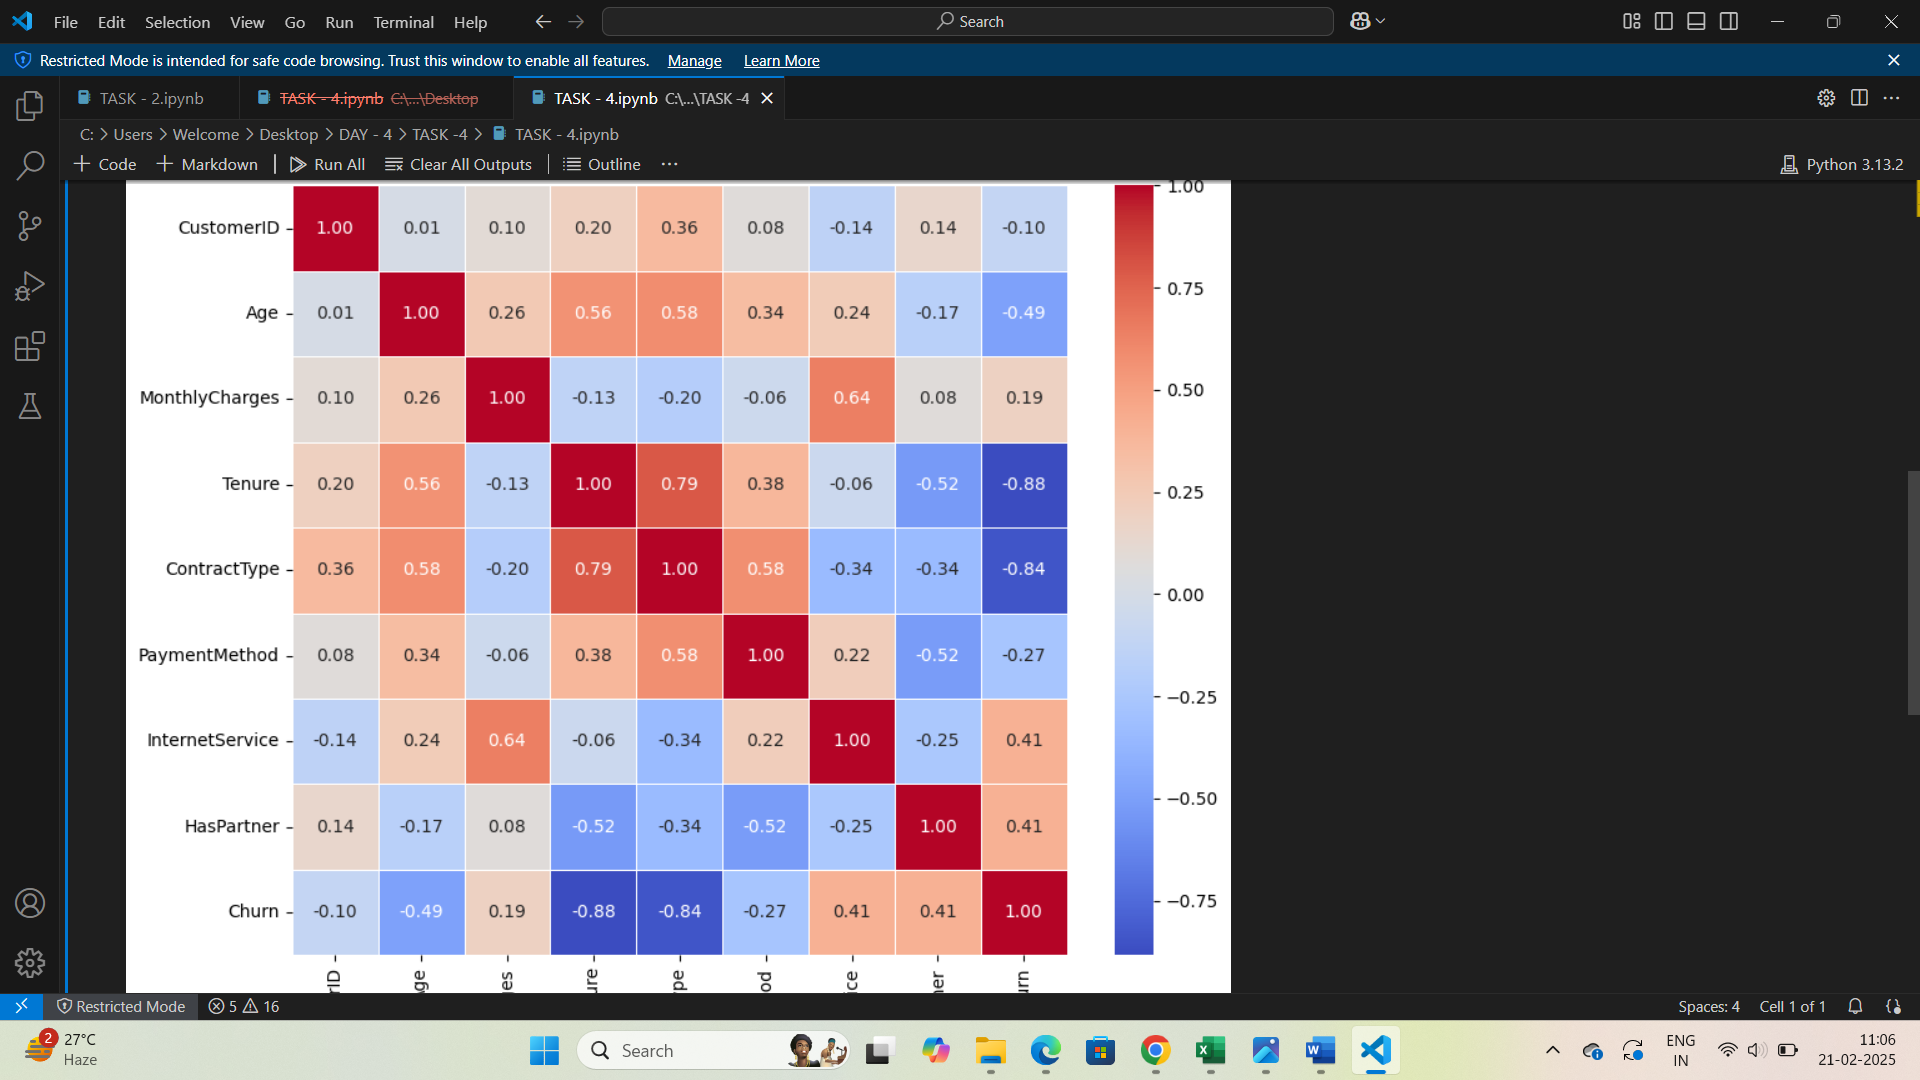 File Edit Selection View Go Run Terminal Help Search
Restricted Mode is intended for safe code browsing. Trust this window to enable all features. Manage Learn More
TASK - 2.ipynb TASK - 4.ipynb C:\...\Desktop TASK - 4.ipynb C:\...\TASK -4
C: > Users > Welcome > Desktop > DAY - 4 > TASK -4 > TASK - 4.ipynb
+ Code + Markdown Run All Clear All Outputs Outline ... Python 3.13.2
1.00
CustomerID 1.00 0.01 0.10 0.20 0.36 0.08 -0.14 0.14 -0.10
0.75
Age 0.01 1.00 0.26 0.56 0.58 0.34 0.24 -0.17 -0.49
0.50
MonthlyCharges 0.10 0.26 1.00 -0.13 -0.20 -0.06 0.64 0.08 0.19
Tenure 0.20 0.56 -0.13 1.00 0.79 0.38 -0.06 -0.52 -0.88
0.25
ContractType 0.36 0.58 -0.20 0.79 1.00 0.58 -0.34 -0.34 -0.84
0.00
PaymentMethod 0.08 0.34 -0.06 0.38 0.58 1.00 0.22 -0.52 -0.27
-0.25
InternetService -0.14 0.24 0.64 -0.06 -0.34 0.22 1.00 -0.25 0.41
-0.50
HasPartner 0.14 -0.17 0.08 -0.52 -0.34 -0.52 -0.25 1.00 0.41
-0.75
Churn -0.10 -0.49 0.19 -0.88 -0.84 -0.27 0.41 0.41 1.00
rID ge es ure pe od ice er urn
Restricted Mode 5 16 Spaces: 4 Cell 1 of 1
2 27°C Search ENG 11:06
Haze IN 21-02-2025